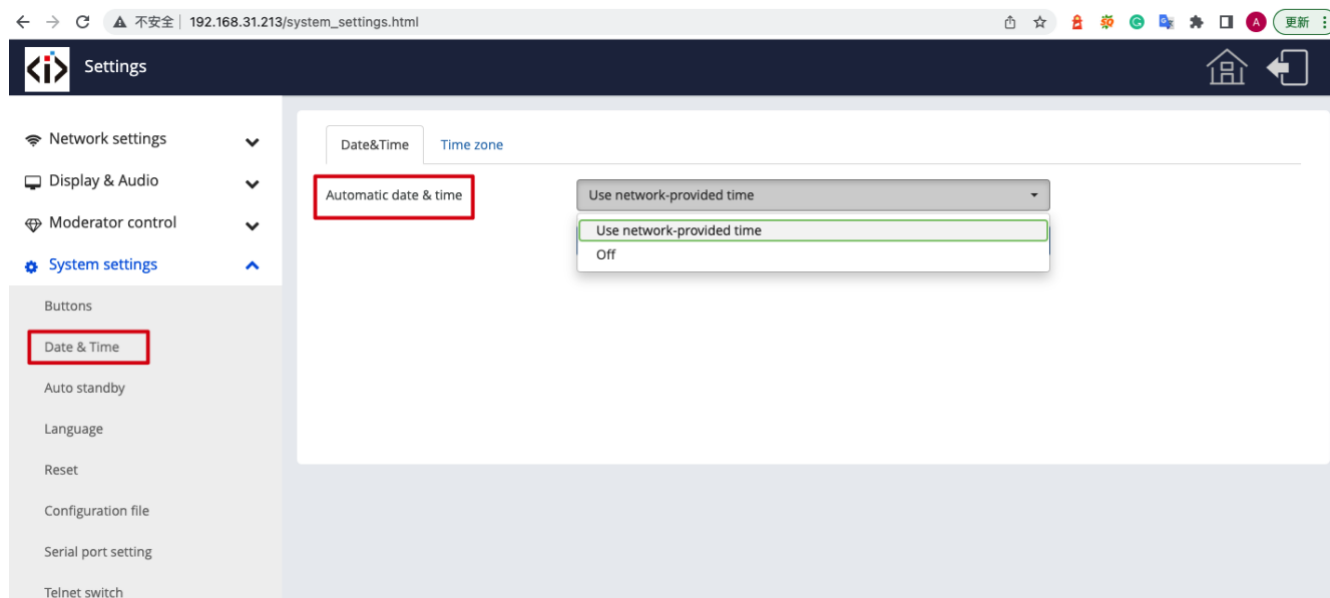 不安全 192.168.31.213/system_settings.html
A
更新
<i> Settings
Network settings
Display & Audio
Moderator control
System settings
Buttons
Date & Time
Auto standby
Language
Reset
Configuration file
Serial port setting
Telnet switch
Date&Time Time zone
Automatic date & time Use network-provided time
Use network-provided time
Off